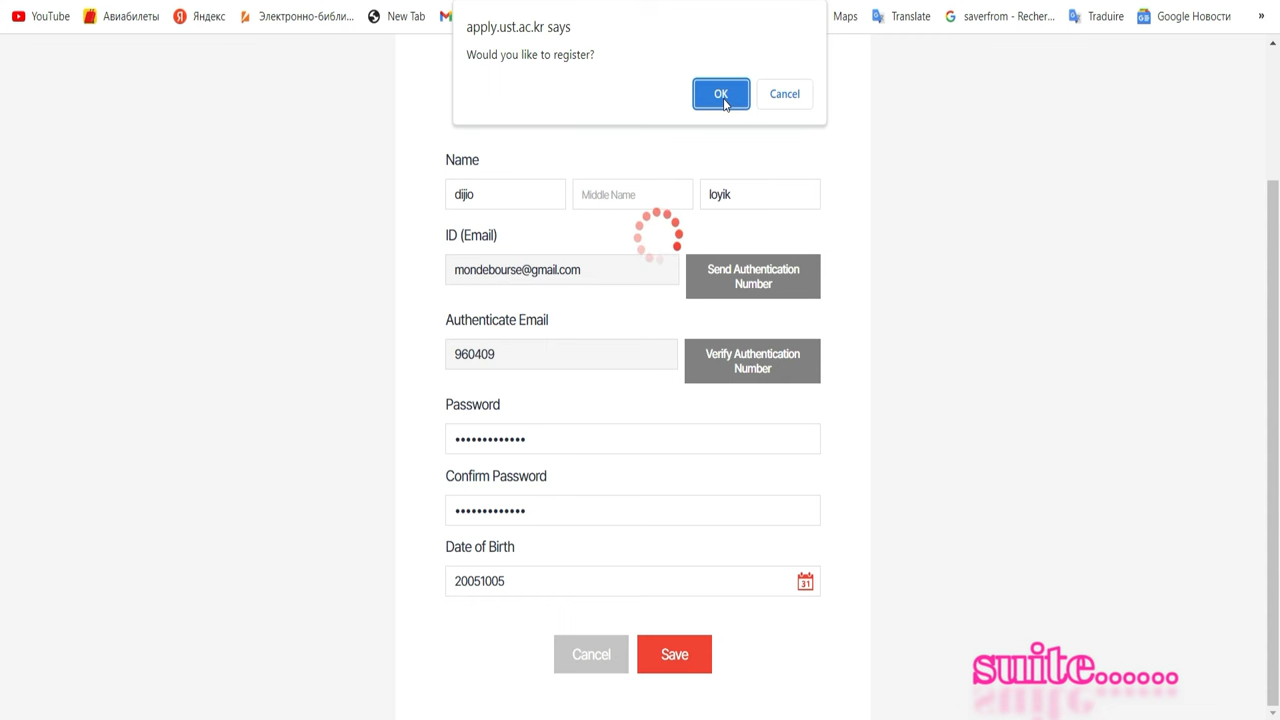 YouTube Авиабилеты Яндекс Электронно-библи... New Tab Maps Translate saverfrom - Recher... Traduire Google Новости »
apply.ust.ac.kr says
Would you like to register?
OK Cancel
Name
dijio Middle Name loyik
ID (Email)
mondebourse@gmail.com Send Authentication
Number
Authenticate Email
960409 Verify Authentication
Number
Password
•••••••••••••
Confirm Password
•••••••••••••
Date of Birth
20051005 31
Cancel Save
suite......